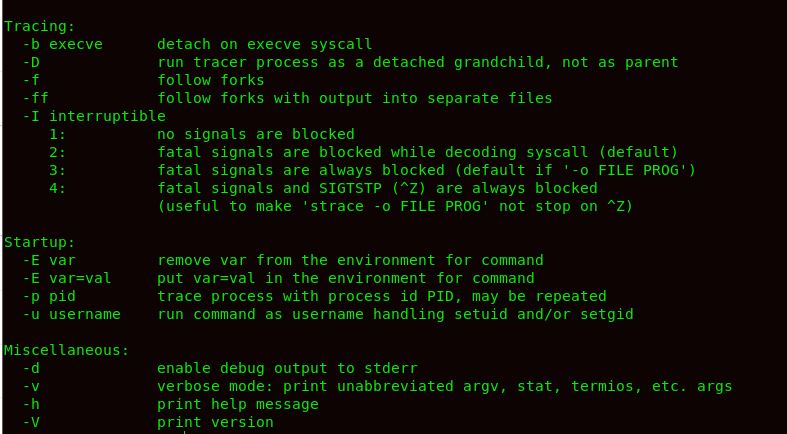 Tracing:
  -b execve      detach on execve syscall
  -D             run tracer process as a detached grandchild, not as parent
  -f             follow forks
  -ff            follow forks with output into separate files
  -I interruptible
     1:          no signals are blocked
     2:          fatal signals are blocked while decoding syscall (default)
     3:          fatal signals are always blocked (default if '-o FILE PROG')
     4:          fatal signals and SIGTSTP (^Z) are always blocked
                 (useful to make 'strace -o FILE PROG' not stop on ^Z)

Startup:
  -E var         remove var from the environment for command
  -E var=val     put var=val in the environment for command
  -p pid         trace process with process id PID, may be repeated
  -u username    run command as username handling setuid and/or setgid

Miscellaneous:
  -d             enable debug output to stderr
  -v             verbose mode: print unabbreviated argv, stat, termios, etc. args
  -h             print help message
  -V             print version